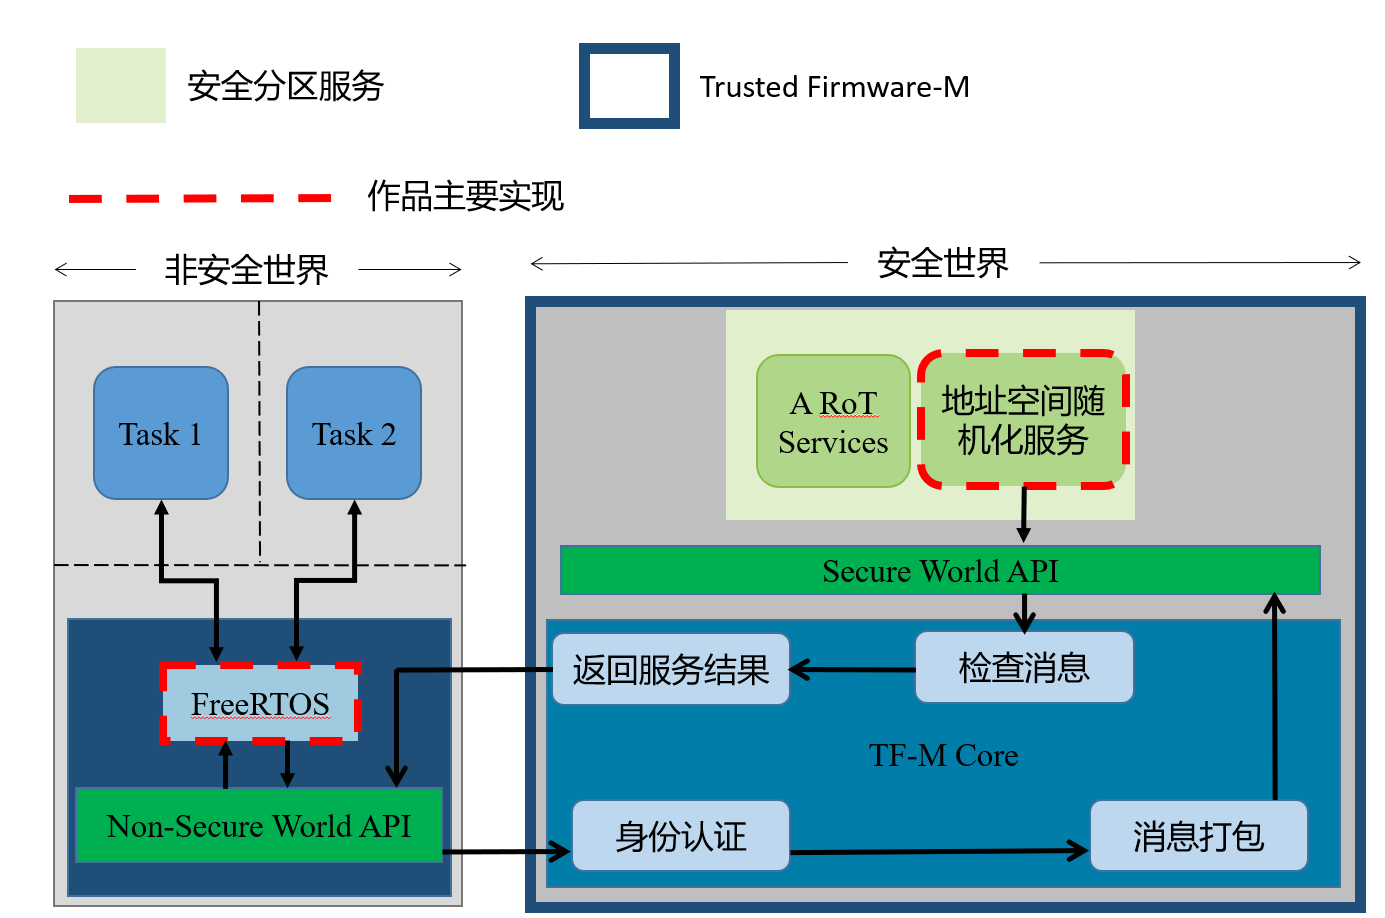 安全分区服务
Trusted Firmware-M
作品主要实现
非安全世界
安全世界
Task 1
Task 2
A RoT
Services
地址空间随
机化服务
Secure World API
FreeRTOS
返回服务结果
检查消息
TF-M Core
Non-Secure World API
身份认证
消息打包